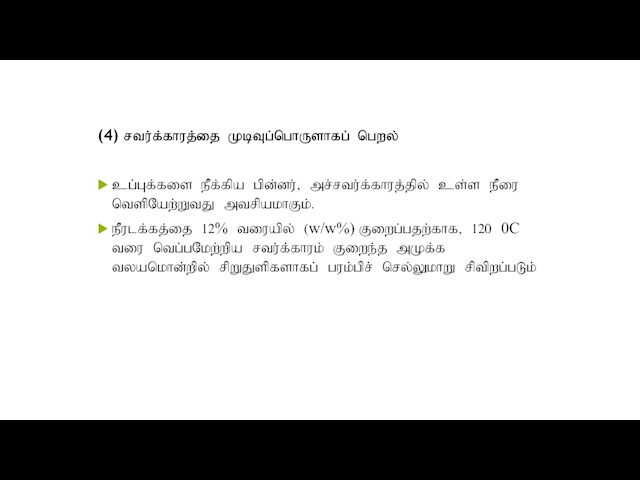 (4) சவர்க்காரத்தை முடிவுப்பொருளாகப் பெறல்
உப்புக்களை நீக்கிய பின்னர், அச்சவர்க்காரத்தில் உள்ள நீரை
வெளியேற்றுவது அவசியமாகும்.
நீரடக்கத்தை 12% வரையில் (w/w%) குறைப்பதற்காக, 120 0C
வரை வெப்பமேற்றிய சவர்க்காரம் குறைந்த அமுக்க
வலயமொன்றில் சிறுதுளிகளாகப் பரம்பிச் செல்லுமாறு சிவிறப்படும்